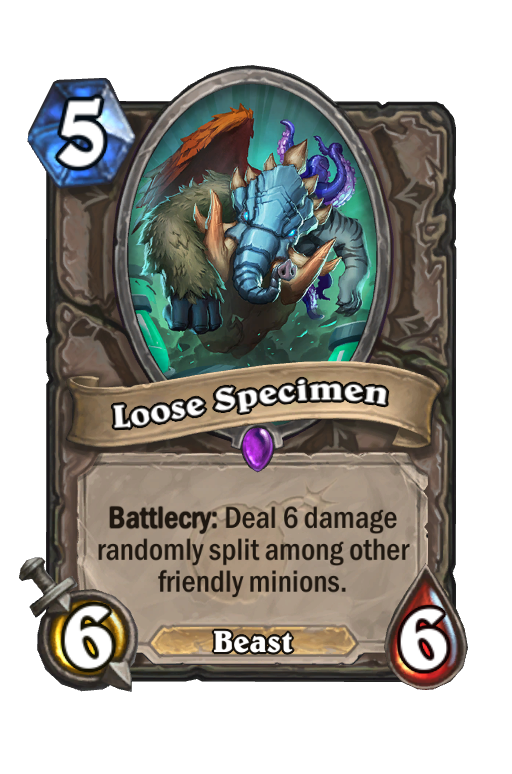 5
Loose Specimen
Battlecry: Deal 6 damage
randomly split among other
friendly minions.
6
Beast
6